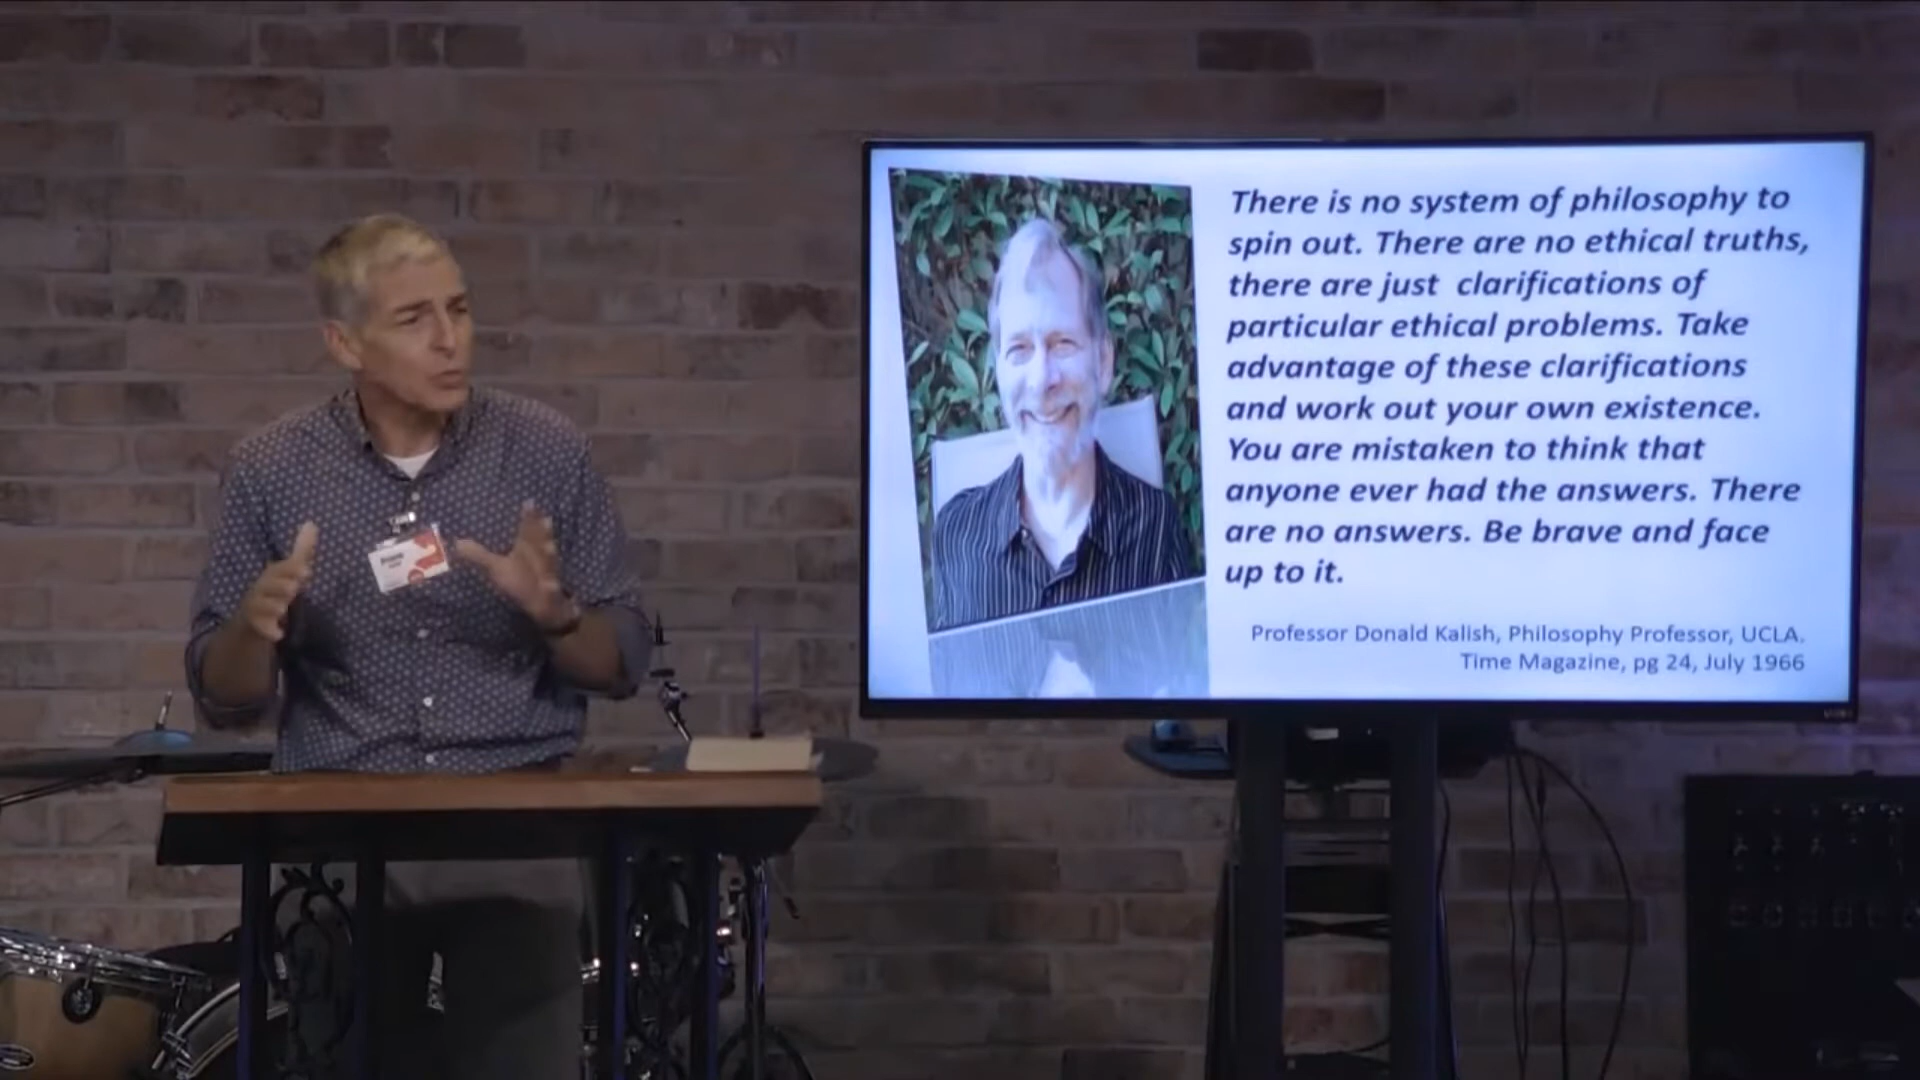 There is no system of philosophy to
spin out. There are no ethical truths,
there are just clarifications of
particular ethical problems. Take
advantage of these clarifications
and work out your own existence.
You are mistaken to think that
anyone ever had the answers. There
are no answers. Be brave and face
up to it.
Professor Donald Kalish, Philosophy Professor, UCLA.
Time Magazine, pg 24, July 1966